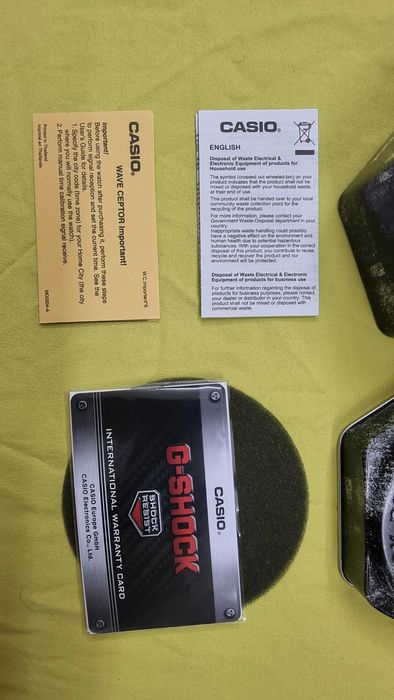 CASIO®
WAVE CEPTOR Important!
W.C.Important's
Important!
Before using the watch after purchasing it, perform these steps
to perform signal reception and set the current time. See the
User's Guide for details.
1. Specify the city code (time zone) for your Home City (the city
where you will normally use the watch).
2. Perform manual time calibration signal receive.
Printed in Thailand
Imprimé en Thaïlande
CASIO®
ENGLISH
Disposal of Waste Electrical &
Electronic Equipment of products for
Household use
The symbol (crossed out wheeled-bin) on your
product indicates that the product shall not be
mixed or disposed with your household waste,
at their end of use.
This product shall be handed over to your local
community waste collection point for the
recycling of the product.
For more information, please contact your
Government Waste-Disposal department in your
country.
Inappropriate waste handling could possibly
have a negative effect on the environment and
human health due to potential hazardous
substances. With your cooperation in the correct
disposal of this product, you contribute to reuse,
recycle and recover the product and our
environment will be protected.
Disposal of Waste Electrical & Electronic
Equipment of products for business use
For further information regarding the disposal of
products for business purposes, please contact
your dealer or distributor in your country. This
product shall not be mixed or disposed with
commercial waste.
CASIO®
G-SHOCK
SHOCK
RESIST
INTERNATIONAL WARRANTY CARD
CASIO Europe GmbH
CASIO Electronics Co., Ltd.